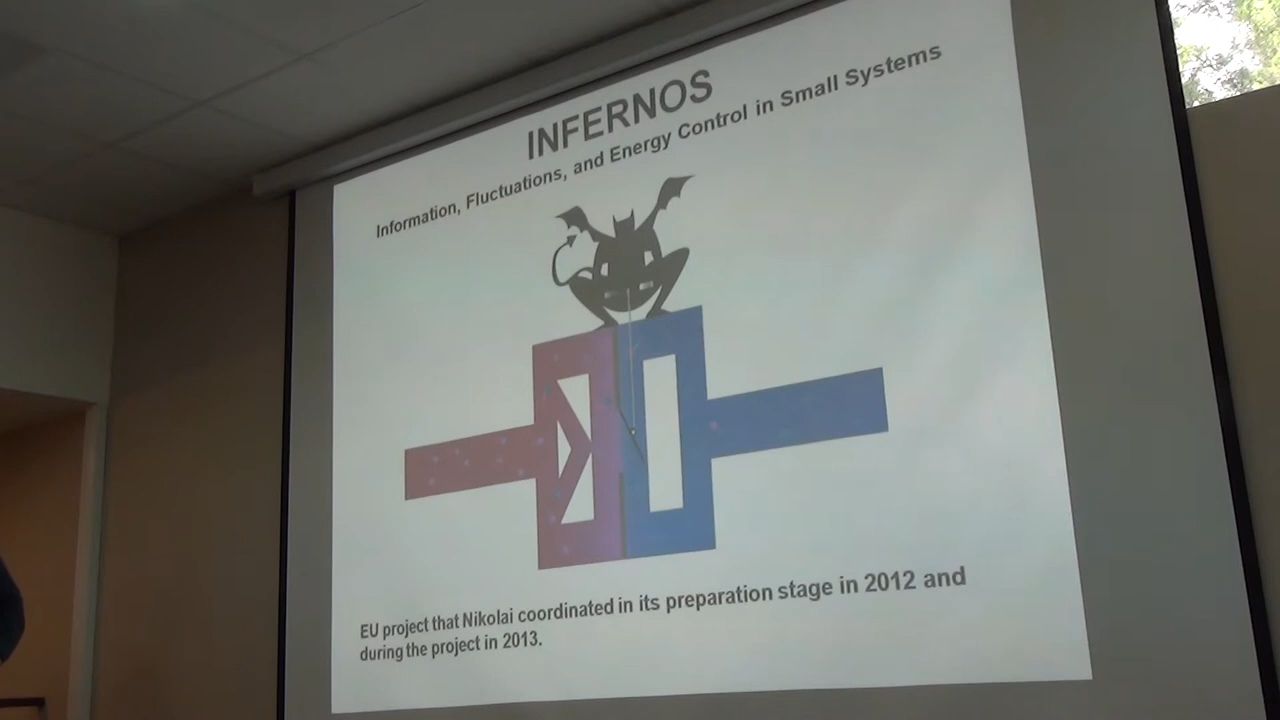 INFERNOS
Information, Fluctuations, and Energy Control in Small Systems
EU project that Nikolai coordinated in its preparation stage in 2012 and
during the project in 2013.